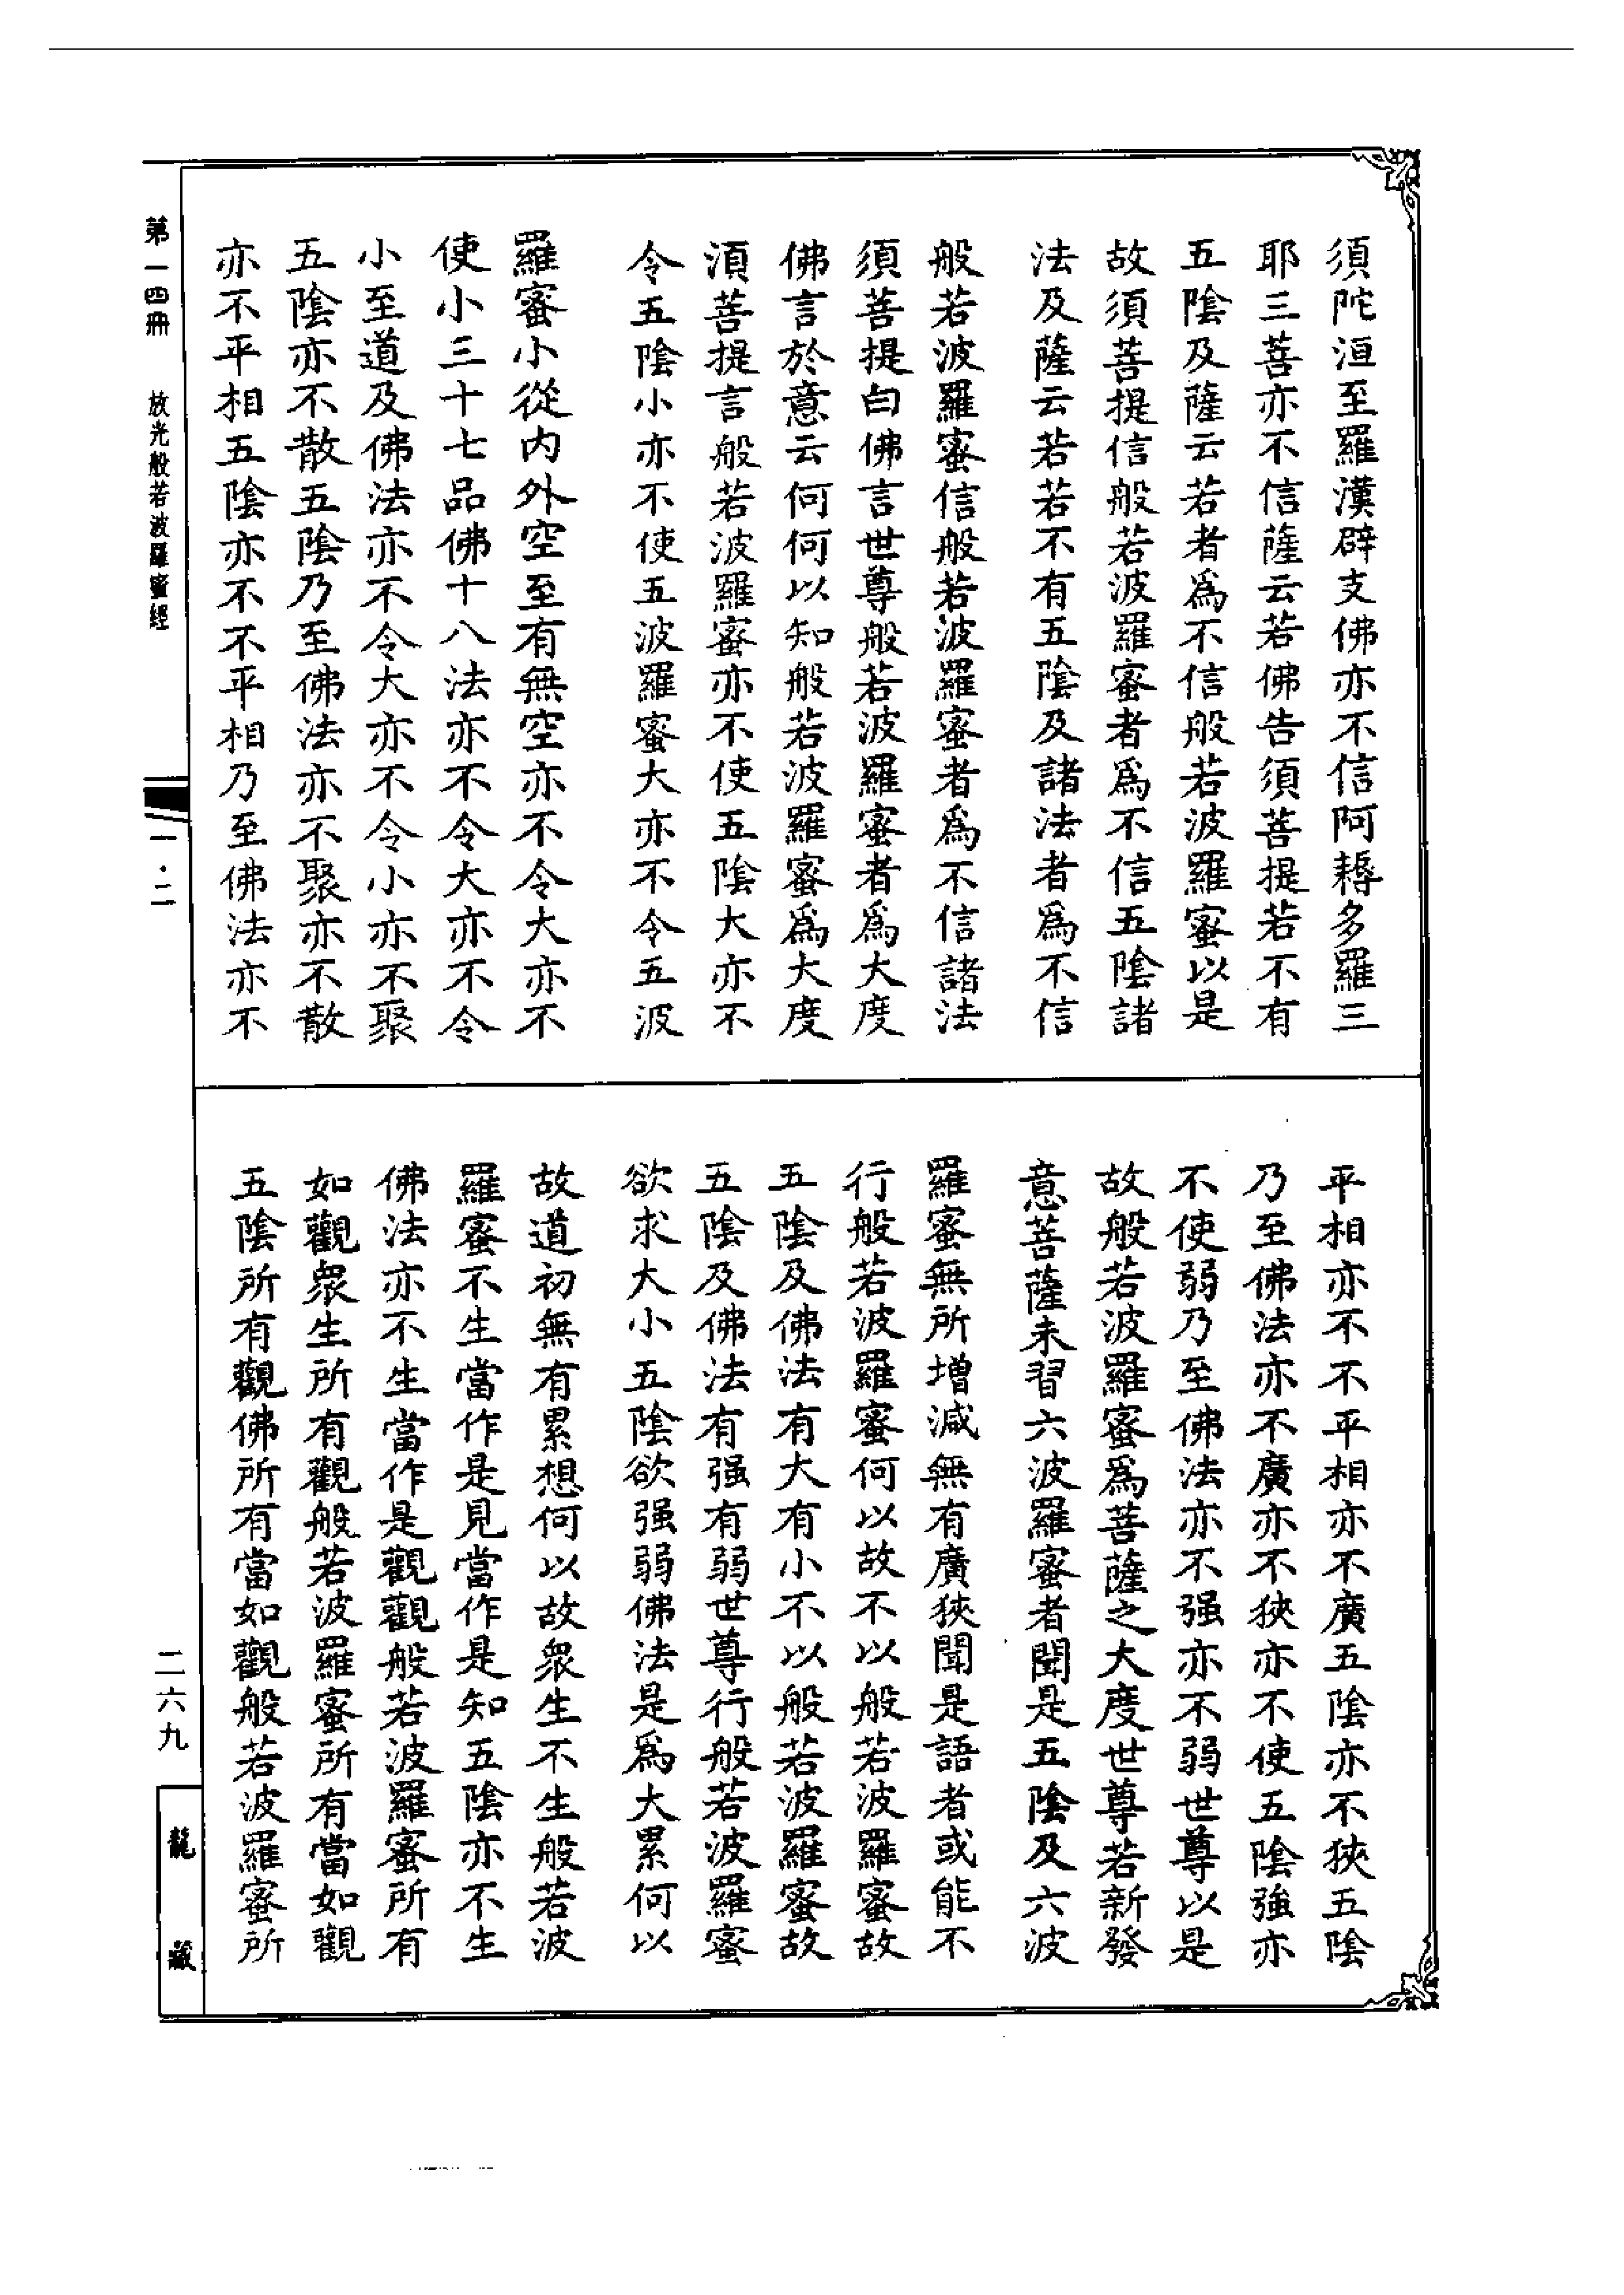 須陀洹至羅漢辟支佛亦不信阿耨多羅三
耶三菩亦不信薩云若佛告須菩提若不有
五陰及薩云若者爲不信般若波羅蜜以是
故須菩提信般若波羅蜜者爲不信五陰諸
法及薩云若若不有五陰及諸法者爲不信
般若波羅蜜信般若波羅蜜者爲不信諸法
須菩提白佛言世尊般若波羅蜜者爲大度
佛言於意云何何以知般若波羅蜜爲大度
須菩提言般若波羅蜜亦不使五陰大亦不
令五陰小亦不使五波羅蜜大亦不令五波
羅蜜小從内外空至有無空亦不令大亦不
使小三十七品佛十八法亦不令大亦不令
小至道及佛法亦不令大亦不令小亦不聚
五陰亦不散五陰乃至佛法亦不聚亦不散
亦不平相五陰亦不不平相乃至佛法亦不
平相亦不不平相亦不廣五陰亦不狹五陰
乃至佛法亦不廣亦不狹亦不使五陰強亦
不使弱乃至佛法亦不强亦不弱世尊以是
故般若波羅蜜爲菩薩之大度世尊若新發
意菩薩未習六波羅蜜者聞是五陰及六波
羅蜜無所增減無有廣狹聞是語者或能不
行般若波羅蜜何以故不以般若波羅蜜故
五陰及佛法有大有小不以般若波羅蜜故
五陰及佛法有强有弱世尊行般若波羅蜜
欲求大小五陰欲强弱佛法是爲大累何以
故道初無有累想何以故衆生不生般若波
羅蜜不生當作是見當作是知五陰亦不生
佛法亦不生當作是觀觀般若波羅蜜所有
如觀衆生所有觀般若波羅蜜所有當如觀
五陰所有觀佛所有當如觀般若波羅蜜所
第一四冊 放光般若波羅蜜經
一·二
二六九
龍藏